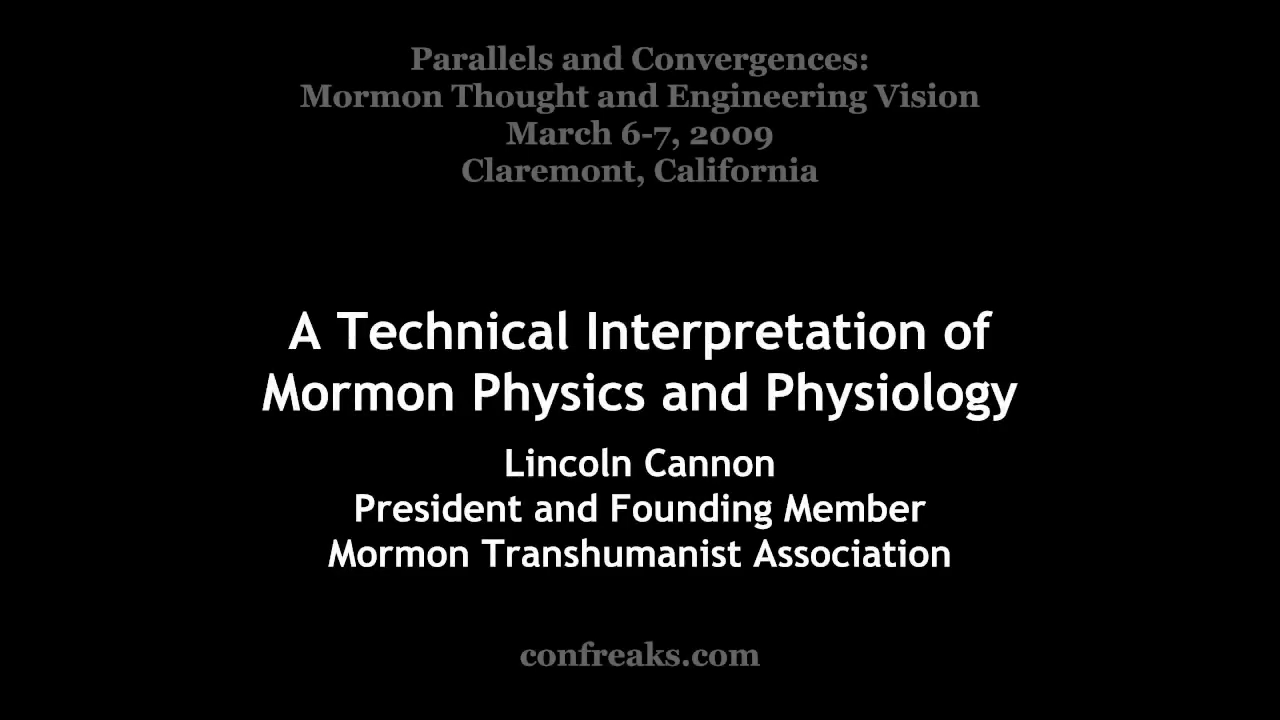 Parallels and Convergences:
Mormon Thought and Engineering Vision
March 6-7, 2009
Claremont, California
A Technical Interpretation of
Mormon Physics and Physiology
Lincoln Cannon
President and Founding Member
Mormon Transhumanist Association
confreaks.com